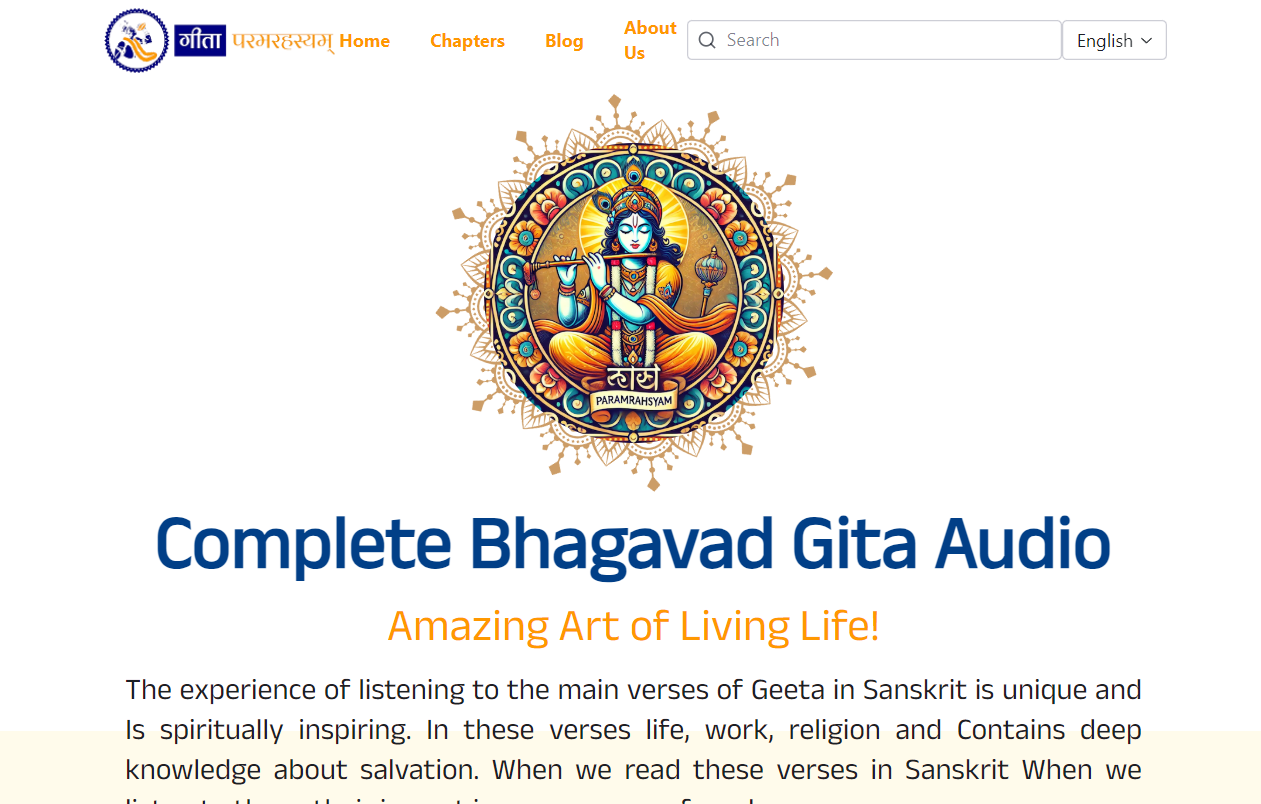 गीता परमरहस्यम् Home Chapters Blog About Us Search English
PARAMRAHSYAM
Complete Bhagavad Gita Audio
Amazing Art of Living Life!
The experience of listening to the main verses of Geeta in Sanskrit is unique and
Is spiritually inspiring. In these verses life, work, religion and Contains deep
knowledge about salvation. When we read these verses in Sanskrit When we